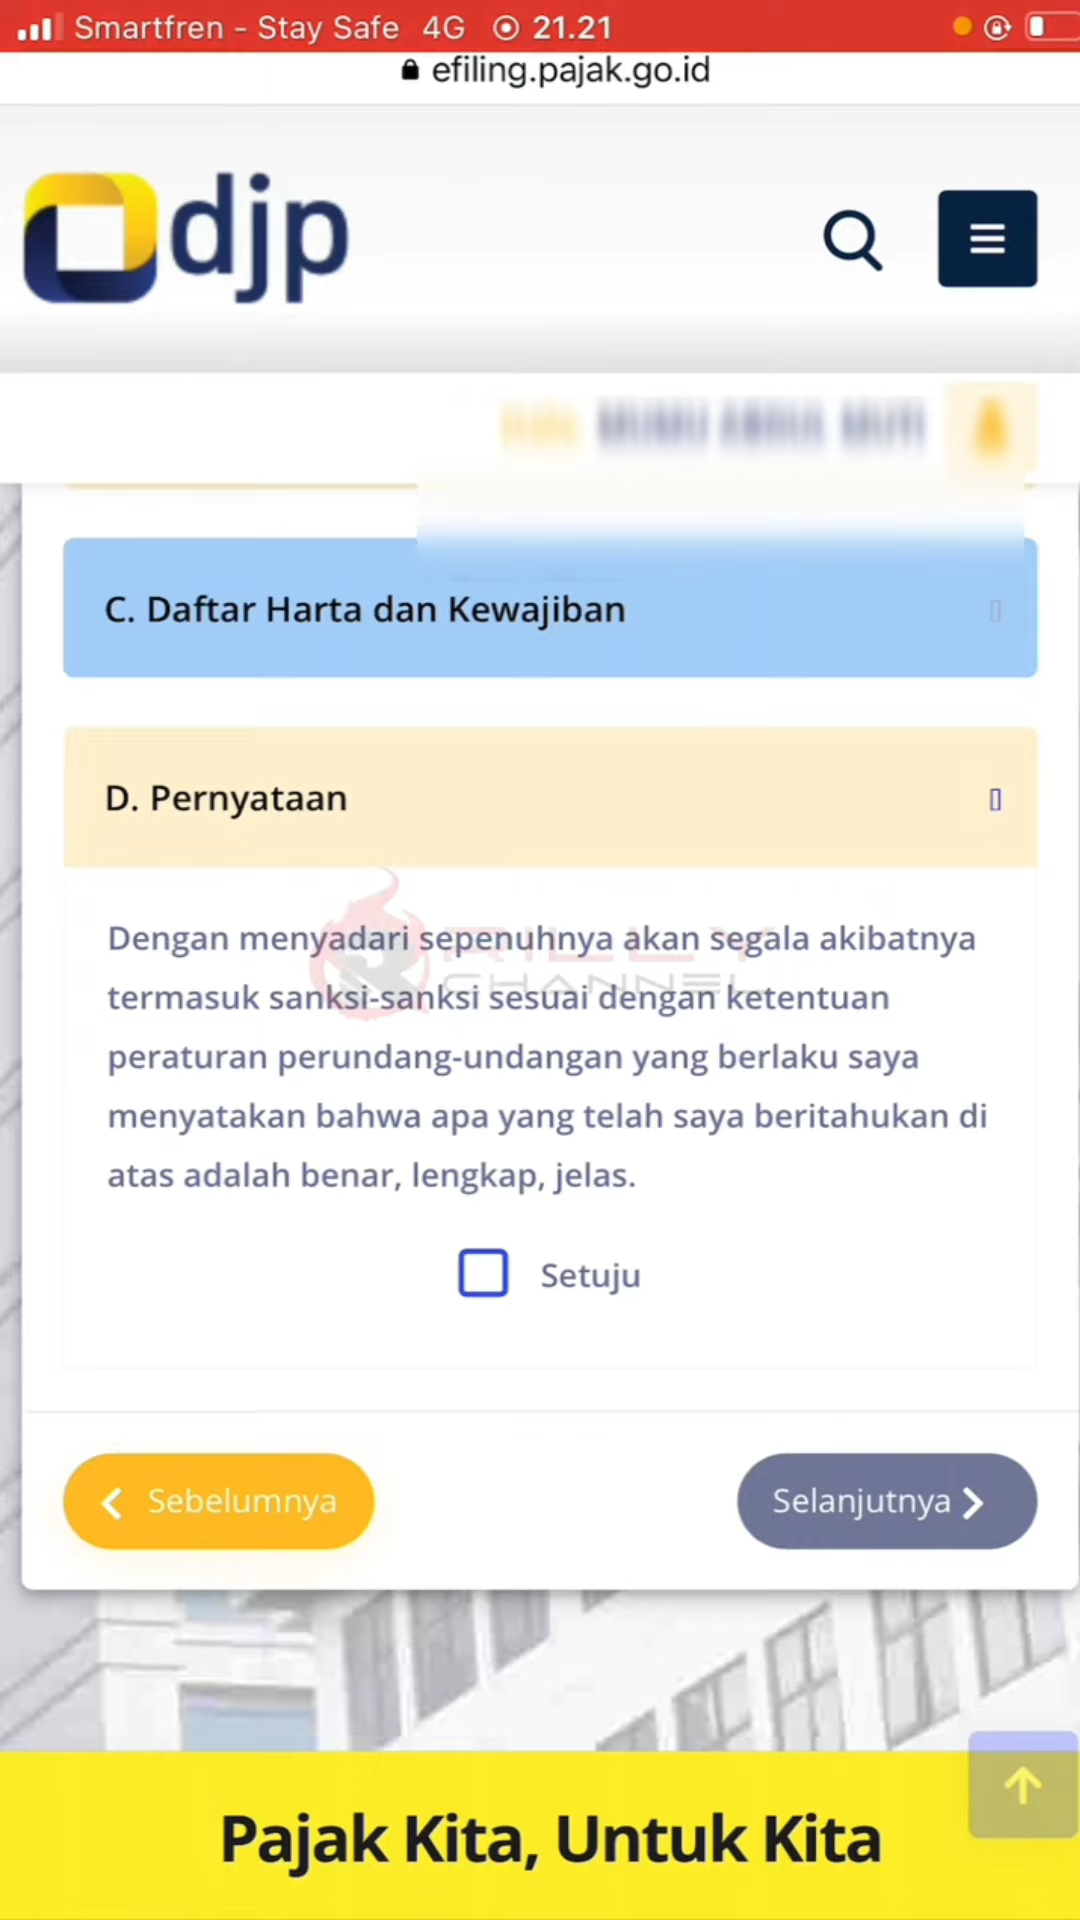 Smartfren - Stay Safe 4G 21.21
efiling.pajak.go.id
djp
C. Daftar Harta dan Kewajiban
D. Pernyataan
RILLY
CHANNEL
Dengan menyadari sepenuhnya akan segala akibatnya
termasuk sanksi-sanksi sesuai dengan ketentuan
peraturan perundang-undangan yang berlaku saya
menyatakan bahwa apa yang telah saya beritahukan di
atas adalah benar, lengkap, jelas.
Setuju
Sebelumnya
Selanjutnya
Pajak Kita, Untuk Kita